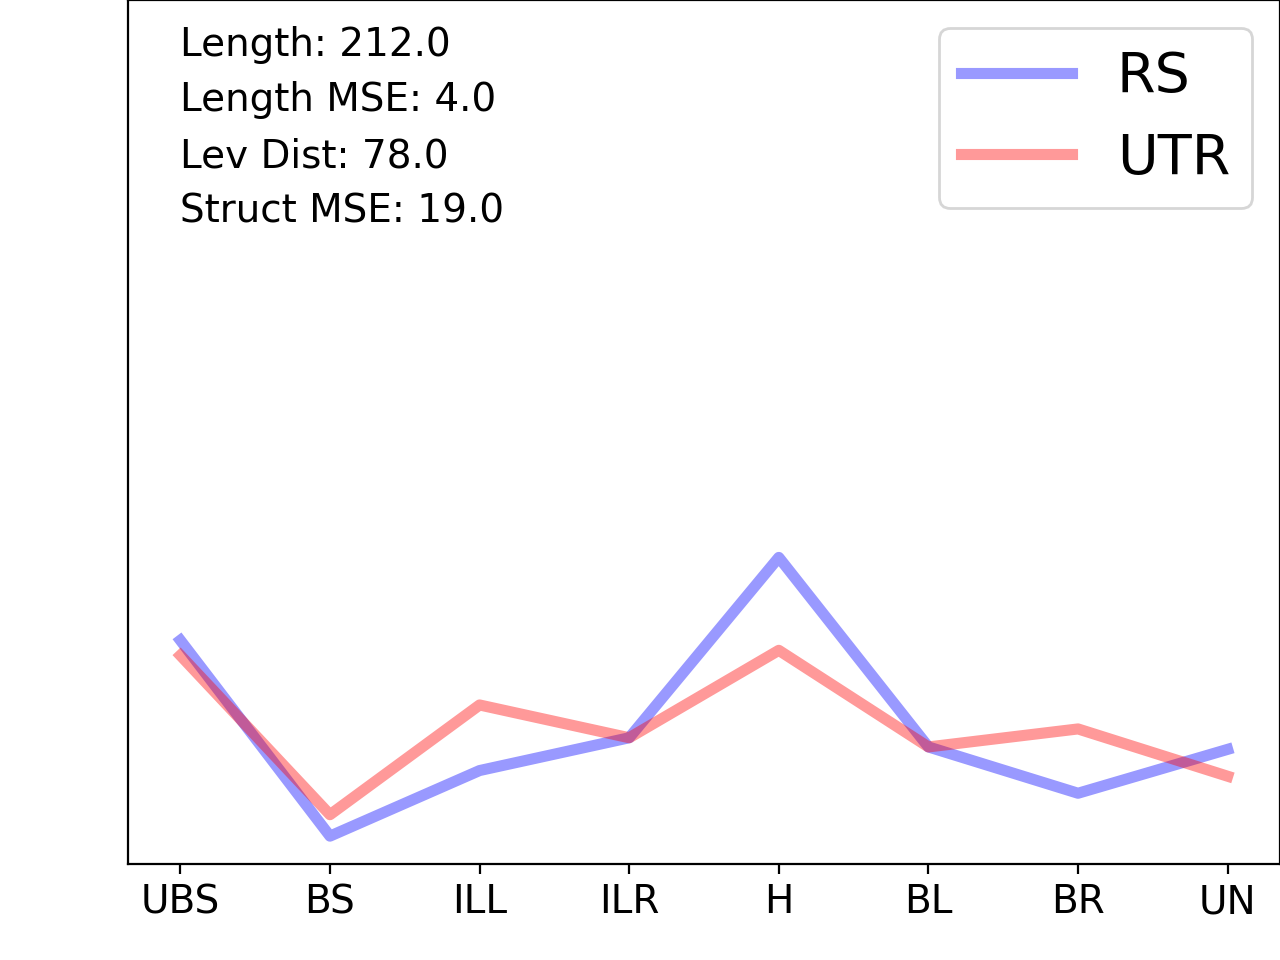 Length: 212.0
Length MSE: 4.0
Lev Dist: 78.0
Struct MSE: 19.0
RS
UTR
UBS BS ILL ILR H BL BR UN